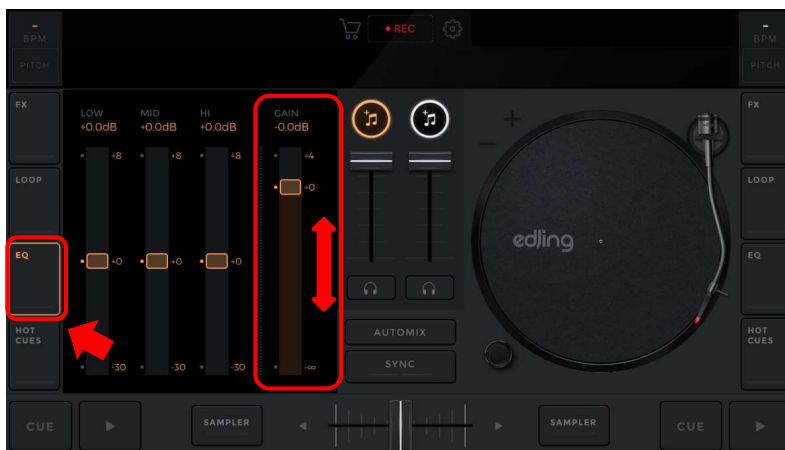 -
BPM
PITCH
REC
-
BPM
PITCH
FX
LOOP
EQ
HOT
CUES
LOW
+0.0dB
MID
+0.0dB
HI
+0.0dB
GAIN
-0.0dB
+8
+8
+8
+4
+0
+0
+0
+0
-30
-30
-30
-∞
AUTOMIX
SYNC
+
-
edjing
FX
LOOP
EQ
HOT
CUES
CUE
SAMPLER
SAMPLER
CUE